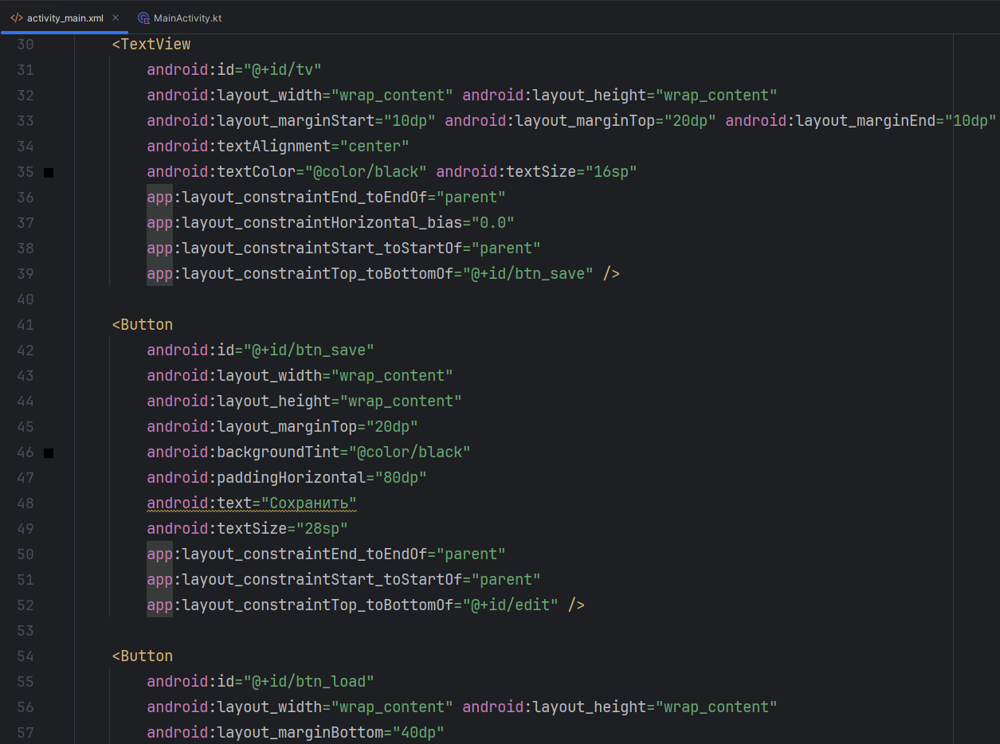 activity_main.xml
MainActivity.kt
30 <TextView
31 android:id="@+id/tv"
32 android:layout_width="wrap_content" android:layout_height="wrap_content"
33 android:layout_marginStart="10dp" android:layout_marginTop="20dp" android:layout_marginEnd="10dp"
34 android:textAlignment="center"
35 android:textColor="@color/black" android:textSize="16sp"
36 app:layout_constraintEnd_toEndOf="parent"
37 app:layout_constraintHorizontal_bias="0.0"
38 app:layout_constraintStart_toStartOf="parent"
39 app:layout_constraintTop_toBottomOf="@+id/btn_save" />
40
41 <Button
42 android:id="@+id/btn_save"
43 android:layout_width="wrap_content"
44 android:layout_height="wrap_content"
45 android:layout_marginTop="20dp"
46 android:backgroundTint="@color/black"
47 android:paddingHorizontal="80dp"
48 android:text="Сохранить"
49 android:textSize="28sp"
50 app:layout_constraintEnd_toEndOf="parent"
51 app:layout_constraintStart_toStartOf="parent"
52 app:layout_constraintTop_toBottomOf="@+id/edit" />
53
54 <Button
55 android:id="@+id/btn_load"
56 android:layout_width="wrap_content" android:layout_height="wrap_content"
57 android:layout_marginBottom="40dp"